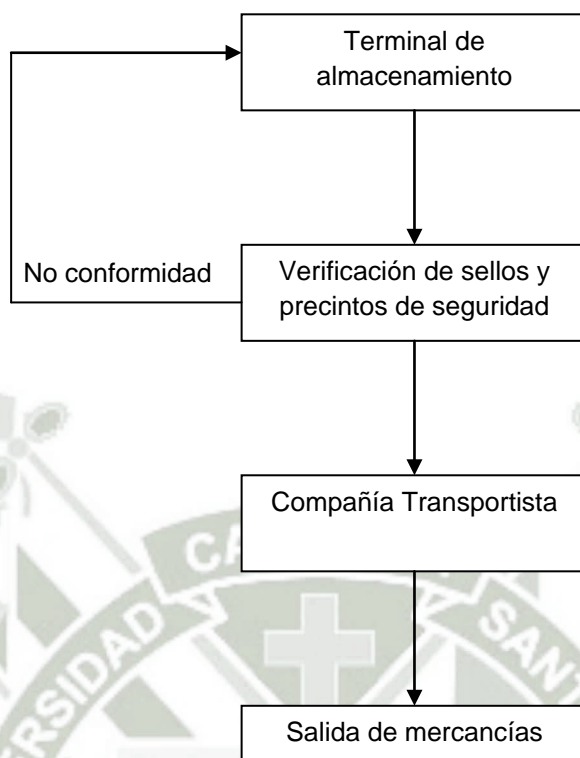 Terminal de
almacenamiento
No conformidad
Verificación de sellos y
precintos de seguridad
Compañía Transportista
Salida de mercancías